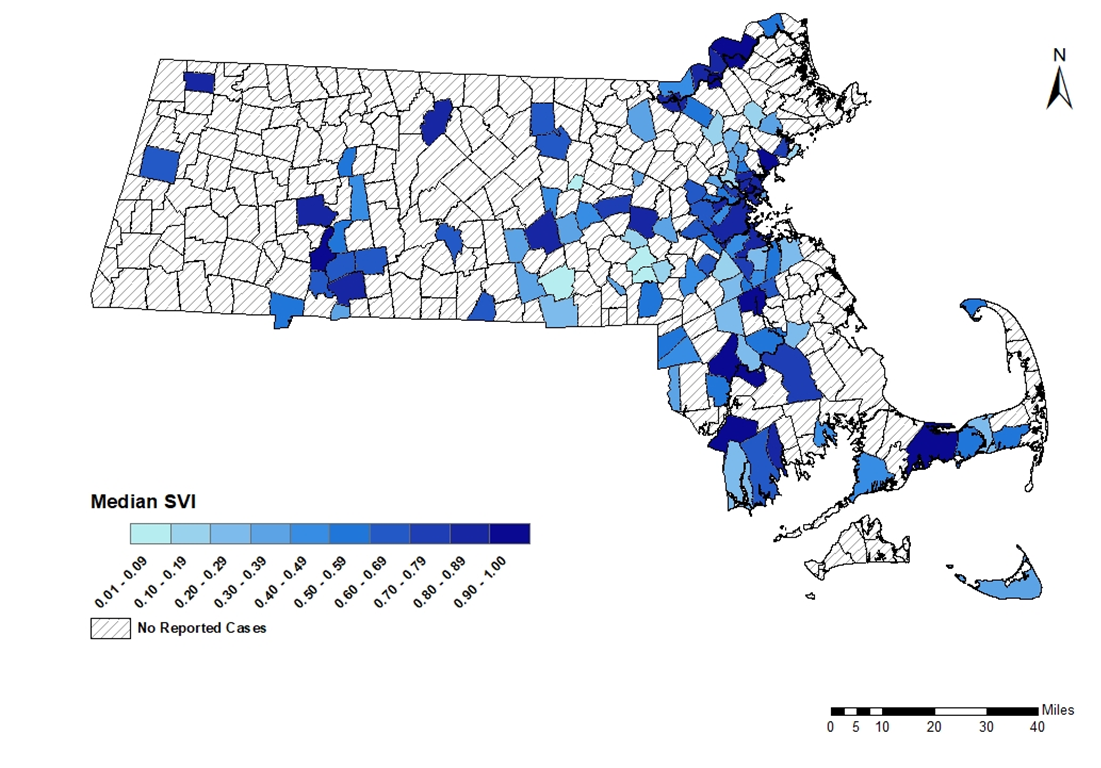 N
Median SVI
0.01 - 0.09
0.10 - 0.19
0.20 - 0.29
0.30 - 0.39
0.40 - 0.49
0.50 - 0.59
0.60 - 0.69
0.70 - 0.79
0.80 - 0.89
0.90 - 1.00
No Reported Cases
Miles
0 5 10 20 30 40